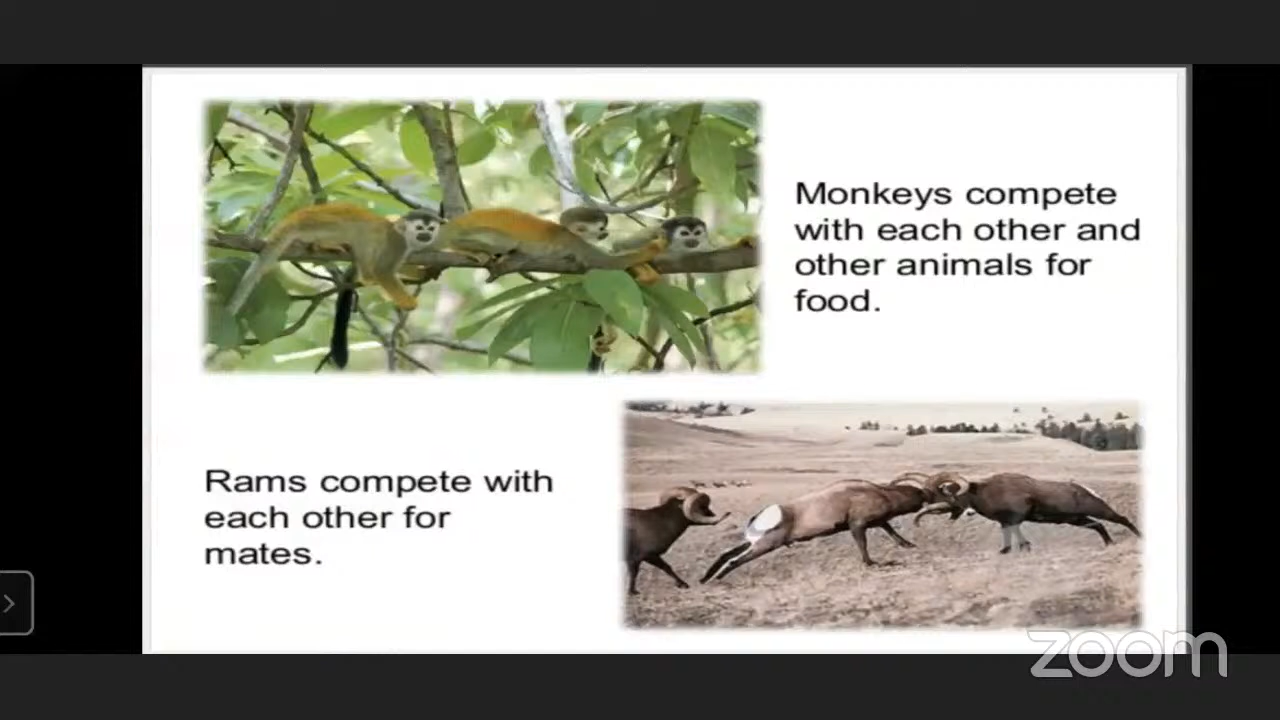 Monkeys compete
with each other and
other animals for
food.
Rams compete with
each other for
mates.
zoom